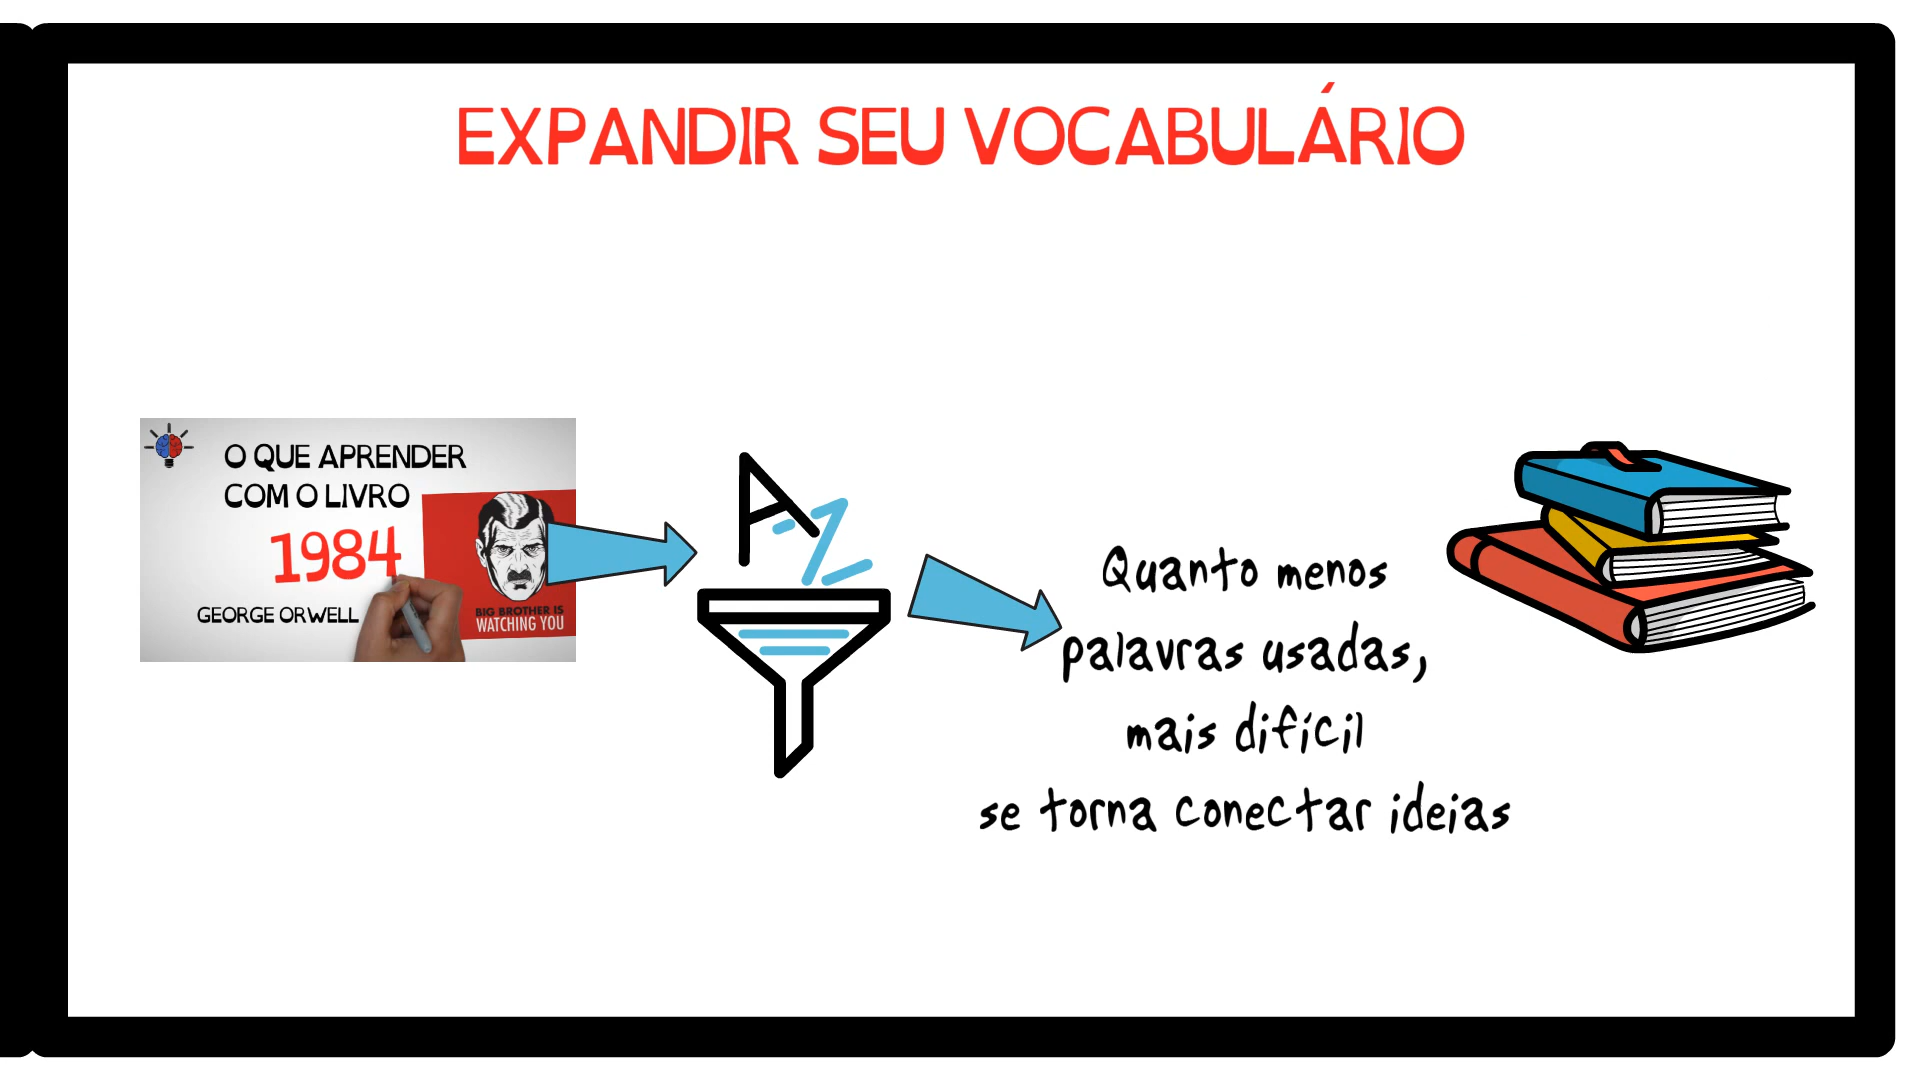 EXPANDIR SEU VOCABULÁRIO
O QUE APRENDER
COM O LIVRO
1984
GEORGE ORWELL
BIG BROTHER IS
WATCHING YOU
AZ
Quanto menos
palavras usadas,
mais difícil
se torna conectar ideias